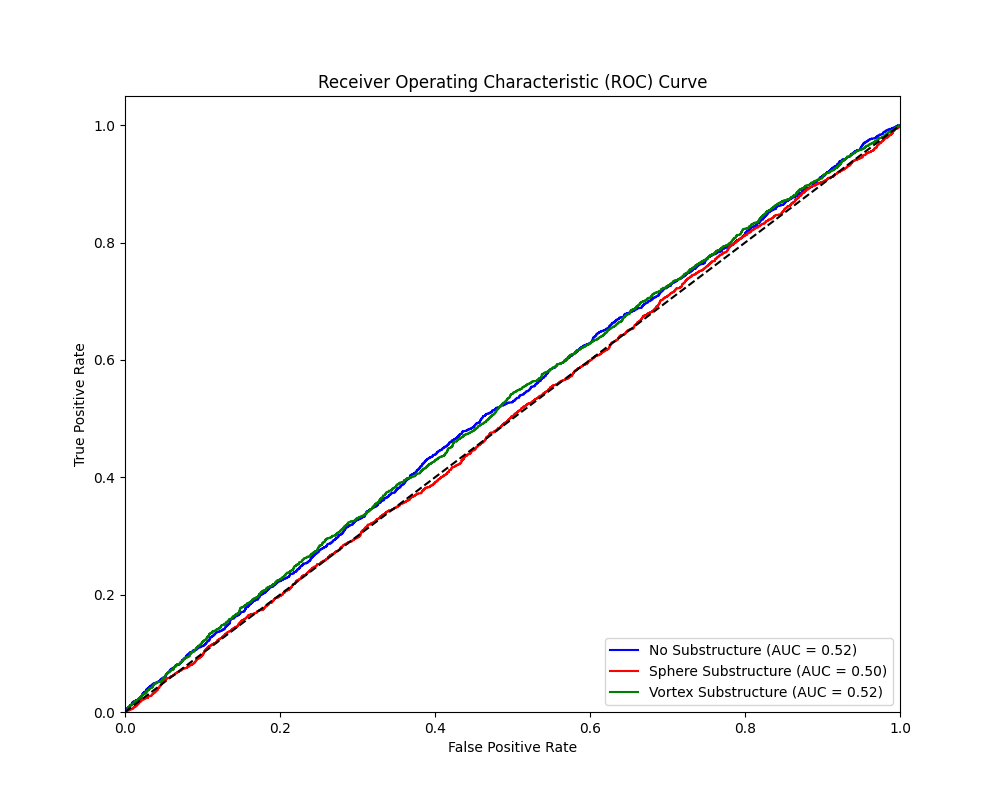 Receiver Operating Characteristic (ROC) Curve
True Positive Rate
1.0
0.8
0.6
0.4
0.2
0.0
No Substructure (AUC = 0.52)
Sphere Substructure (AUC = 0.50)
Vortex Substructure (AUC = 0.52)
0.0 0.2 0.4 0.6 0.8 1.0
False Positive Rate